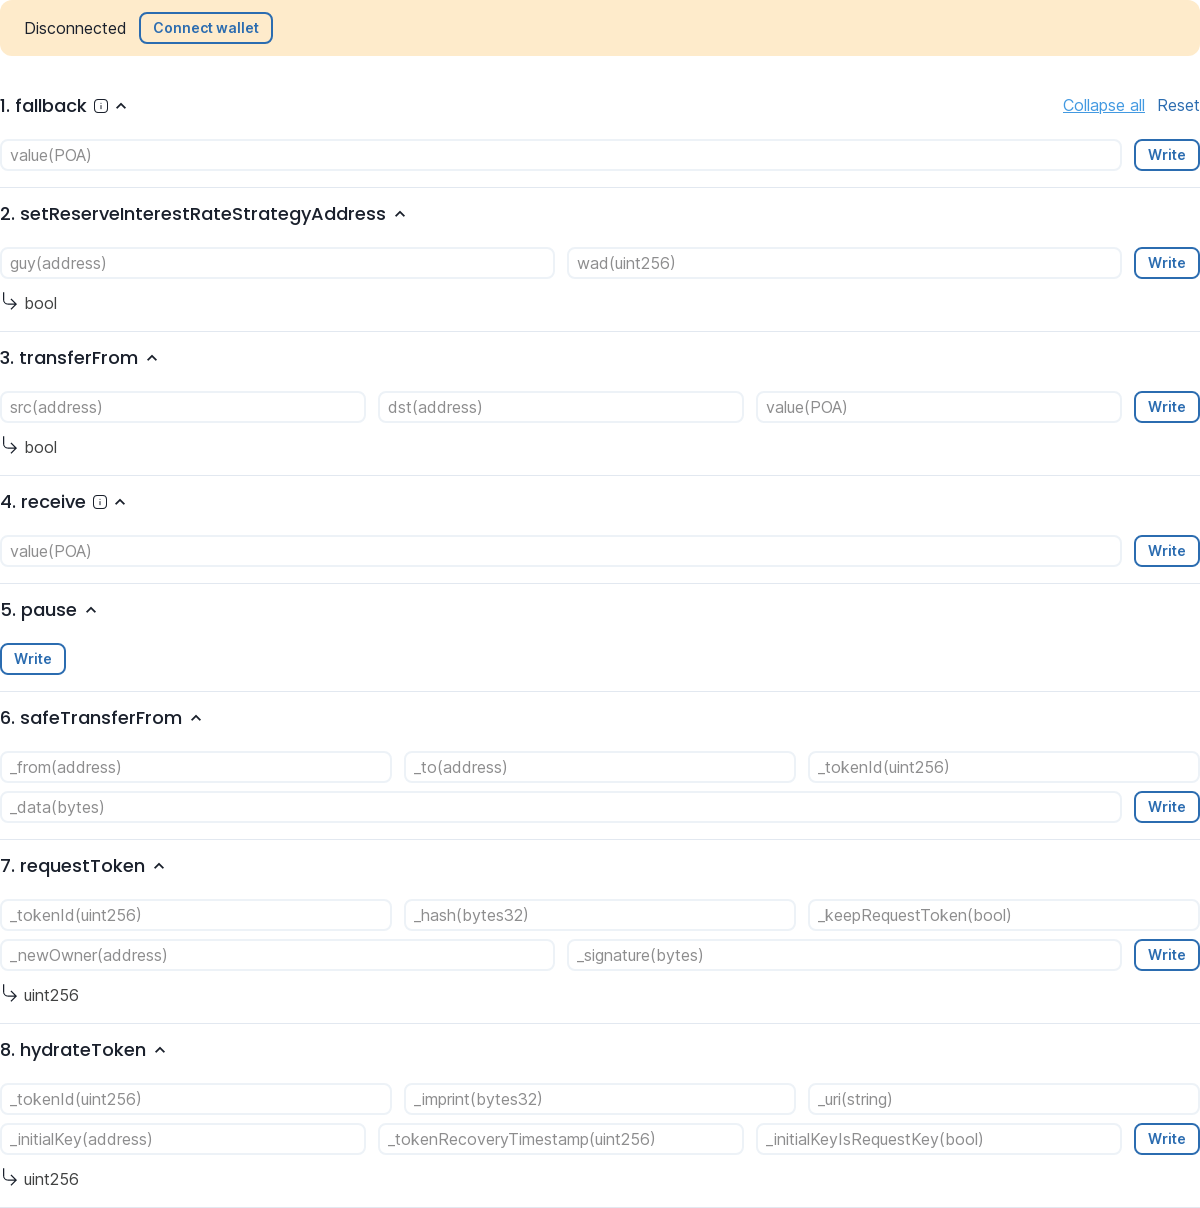 Disconnected Connect wallet
1. fallback Collapse all Reset
value(POA) Write
2. setReserveInterestRateStrategyAddress
guy(address) wad(uint256) Write
bool
3. transferFrom
src(address) dst(address) value(POA) Write
bool
4. receive
value(POA) Write
5. pause
Write
6. safeTransferFrom
_from(address) _to(address) _tokenId(uint256)
_data(bytes) Write
7. requestToken
_tokenId(uint256) _hash(bytes32) _keepRequestToken(bool)
_newOwner(address) _signature(bytes) Write
uint256
8. hydrateToken
_tokenId(uint256) _imprint(bytes32) _uri(string)
_initialKey(address) _tokenRecoveryTimestamp(uint256) _initialKeyIsRequestKey(bool) Write
uint256